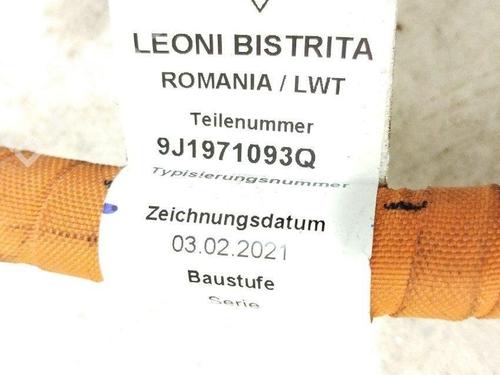 LEONI BISTRITA
ROMANIA / LWT
Teilenummer
9J1971093Q
Typisierungsnummer
Zeichnungsdatum
03.02.2021
Baustufe
Serie